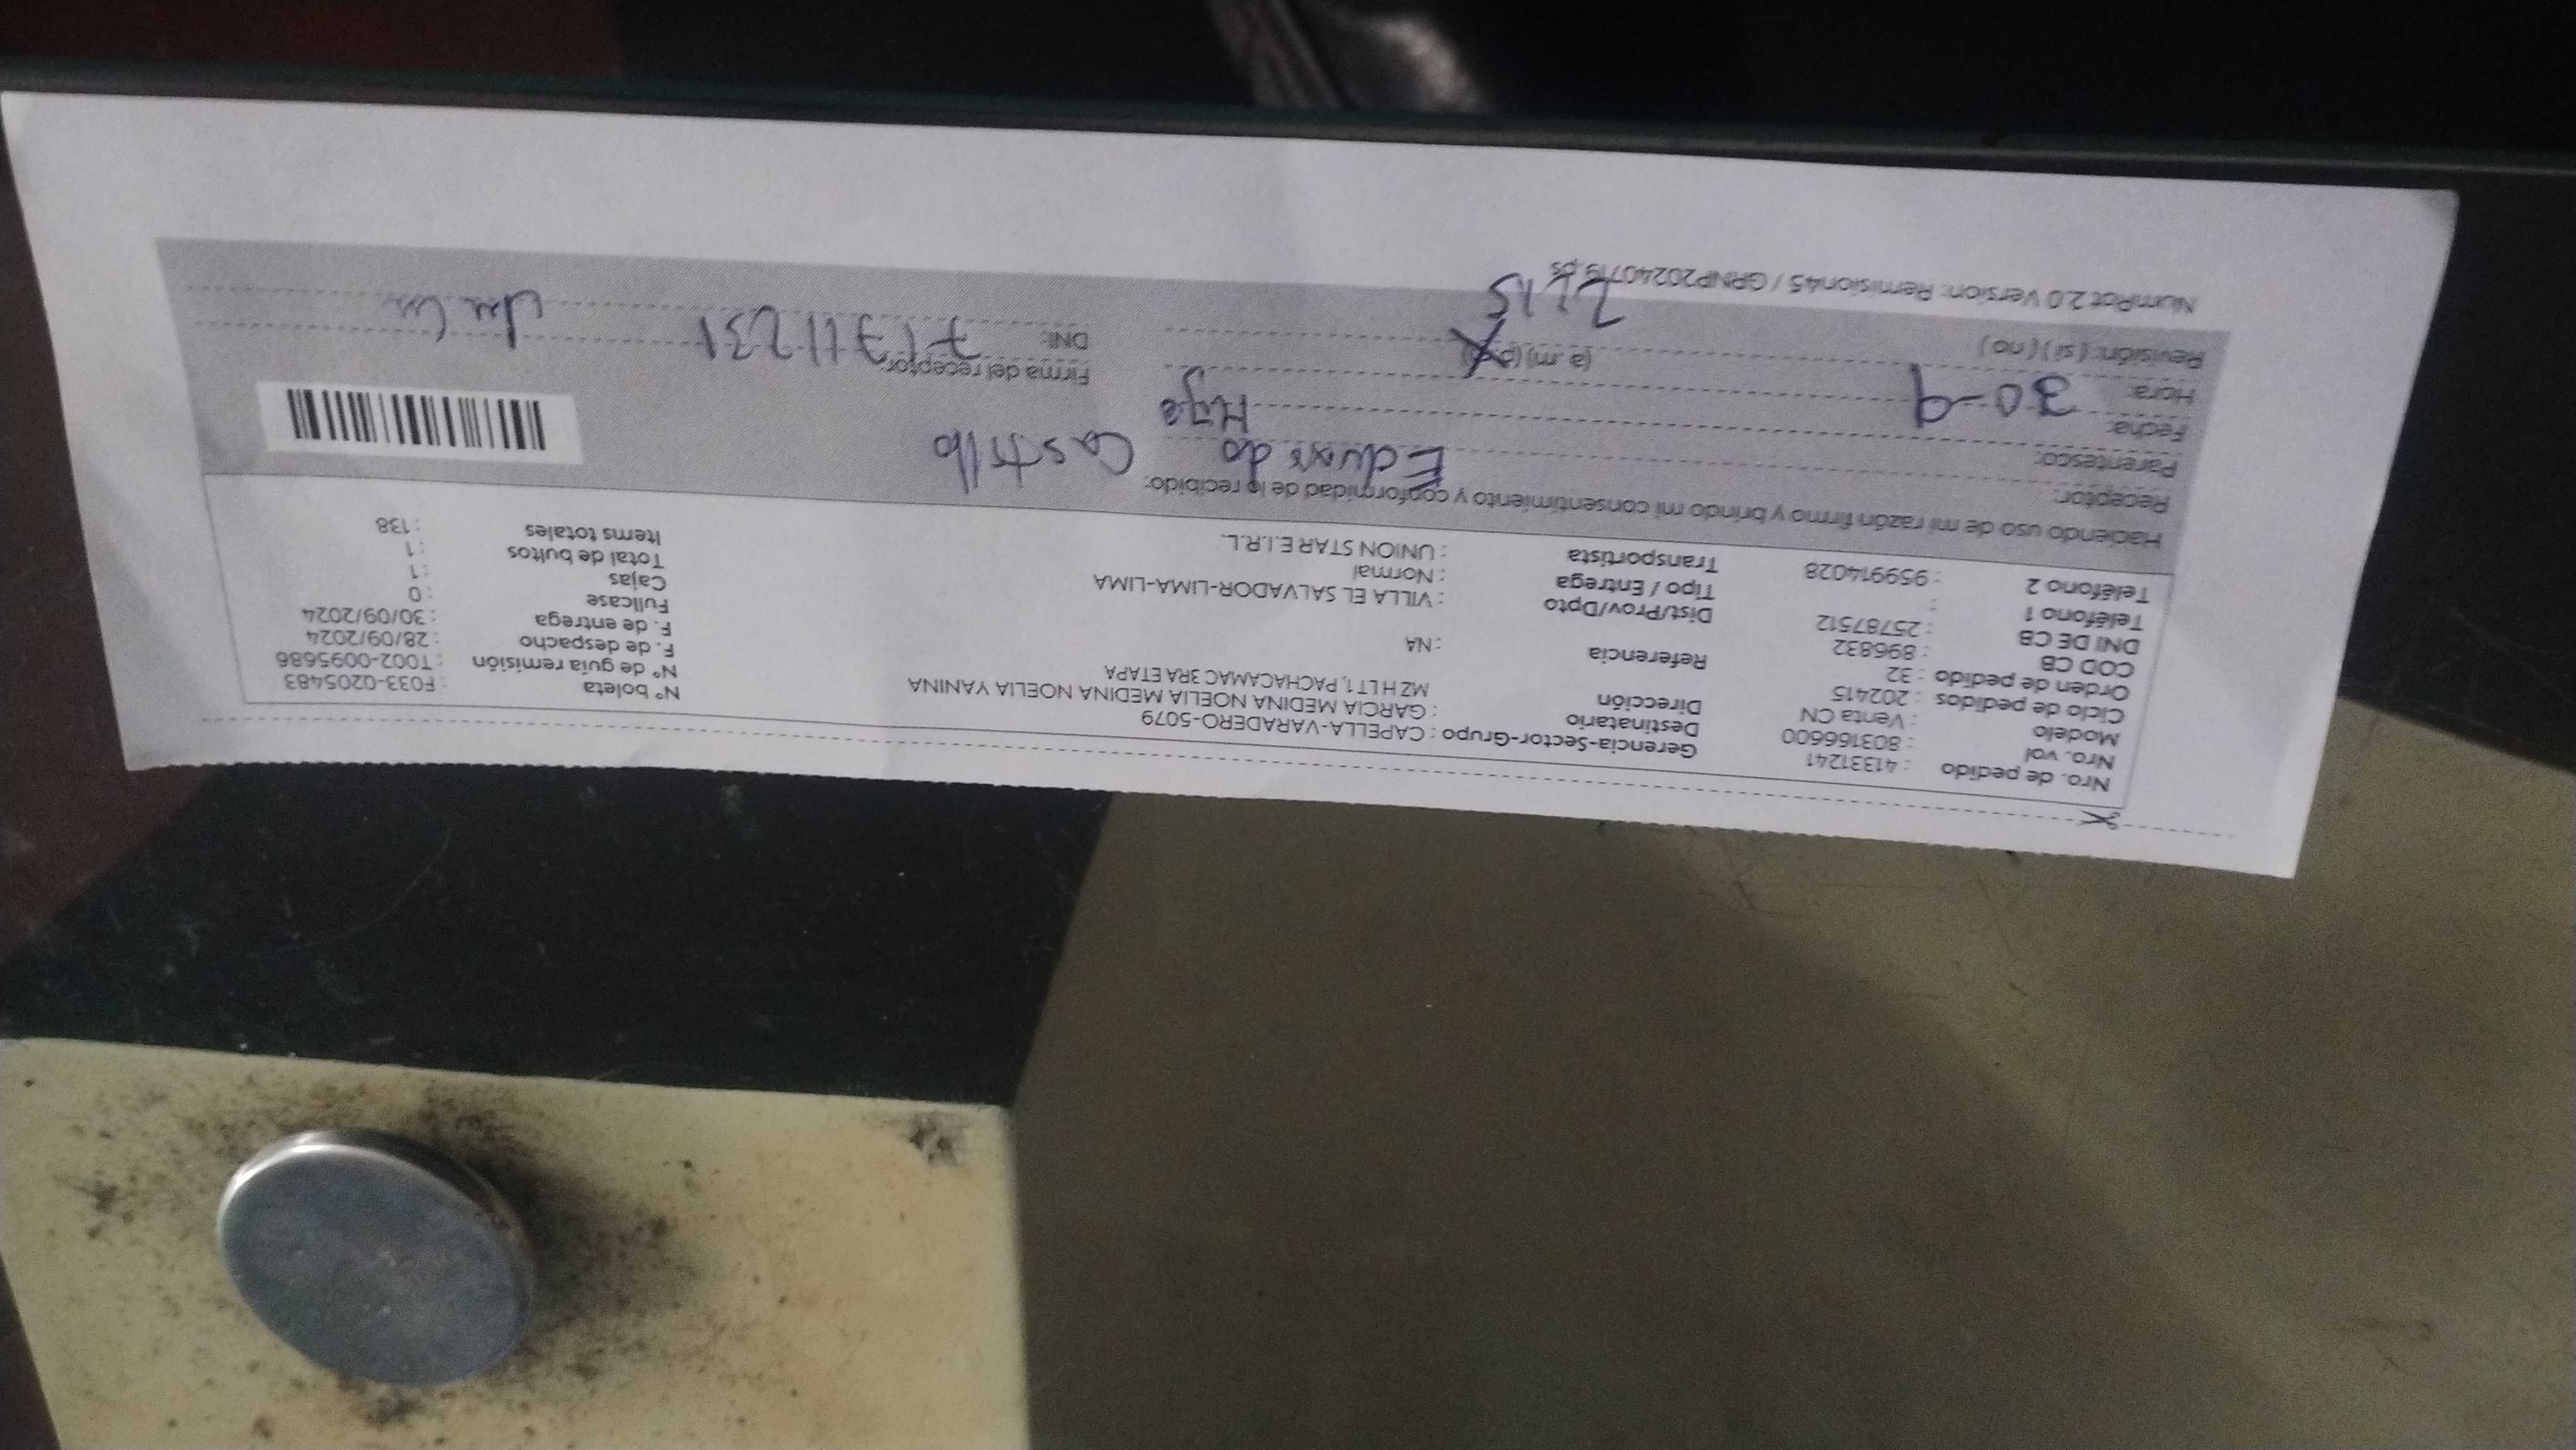 Nro. de pedido : 41331241
Nro. vol : 803166600
Modelo : Venta CN
Ciclo de pedidos : 202415
Orden de pedido : 32
COD CB : 896832
DNI DE CB : 25787512
Teléfono 1 :
Teléfono 2 : 959914028
Gerencia-Sector-Grupo : CAPELLA-VARADERO-5079
Destinatario : GARCIA MEDINA NOELIA MEDINA NOELIA YANINA
Dirección MZ H LT1, PACHACAMAC 3RA ETAPA
Referencia : NA
Dist/Prov/Dpto : VILLA EL SALVADOR-LIMA-LIMA
Tipo / Entrega : Normal
Transportista : UNION STAR E.I.R.L.
N° boleta : F033-0205483
N° de guia remisión : T002-0095686
F. de despacho : 28/09/2024
F. de entrega : 30/09/2024
Fullcase : 0
Cajas : 1
Total de bultos : 1
Items totales : 138
Haciendo uso de mi razón firmo y brindo mi consentimiento y conformidad de lo recibido:
Receptor: Eduardo Castillo
Parentesco:
Fecha: 30-9
Hora: (a.m)
Revisión: ( si ) ( no )
Firma del receptor
DNI: 71711231
NiumPat 2.0 Version: Remision45 / GRNP20240719.ps